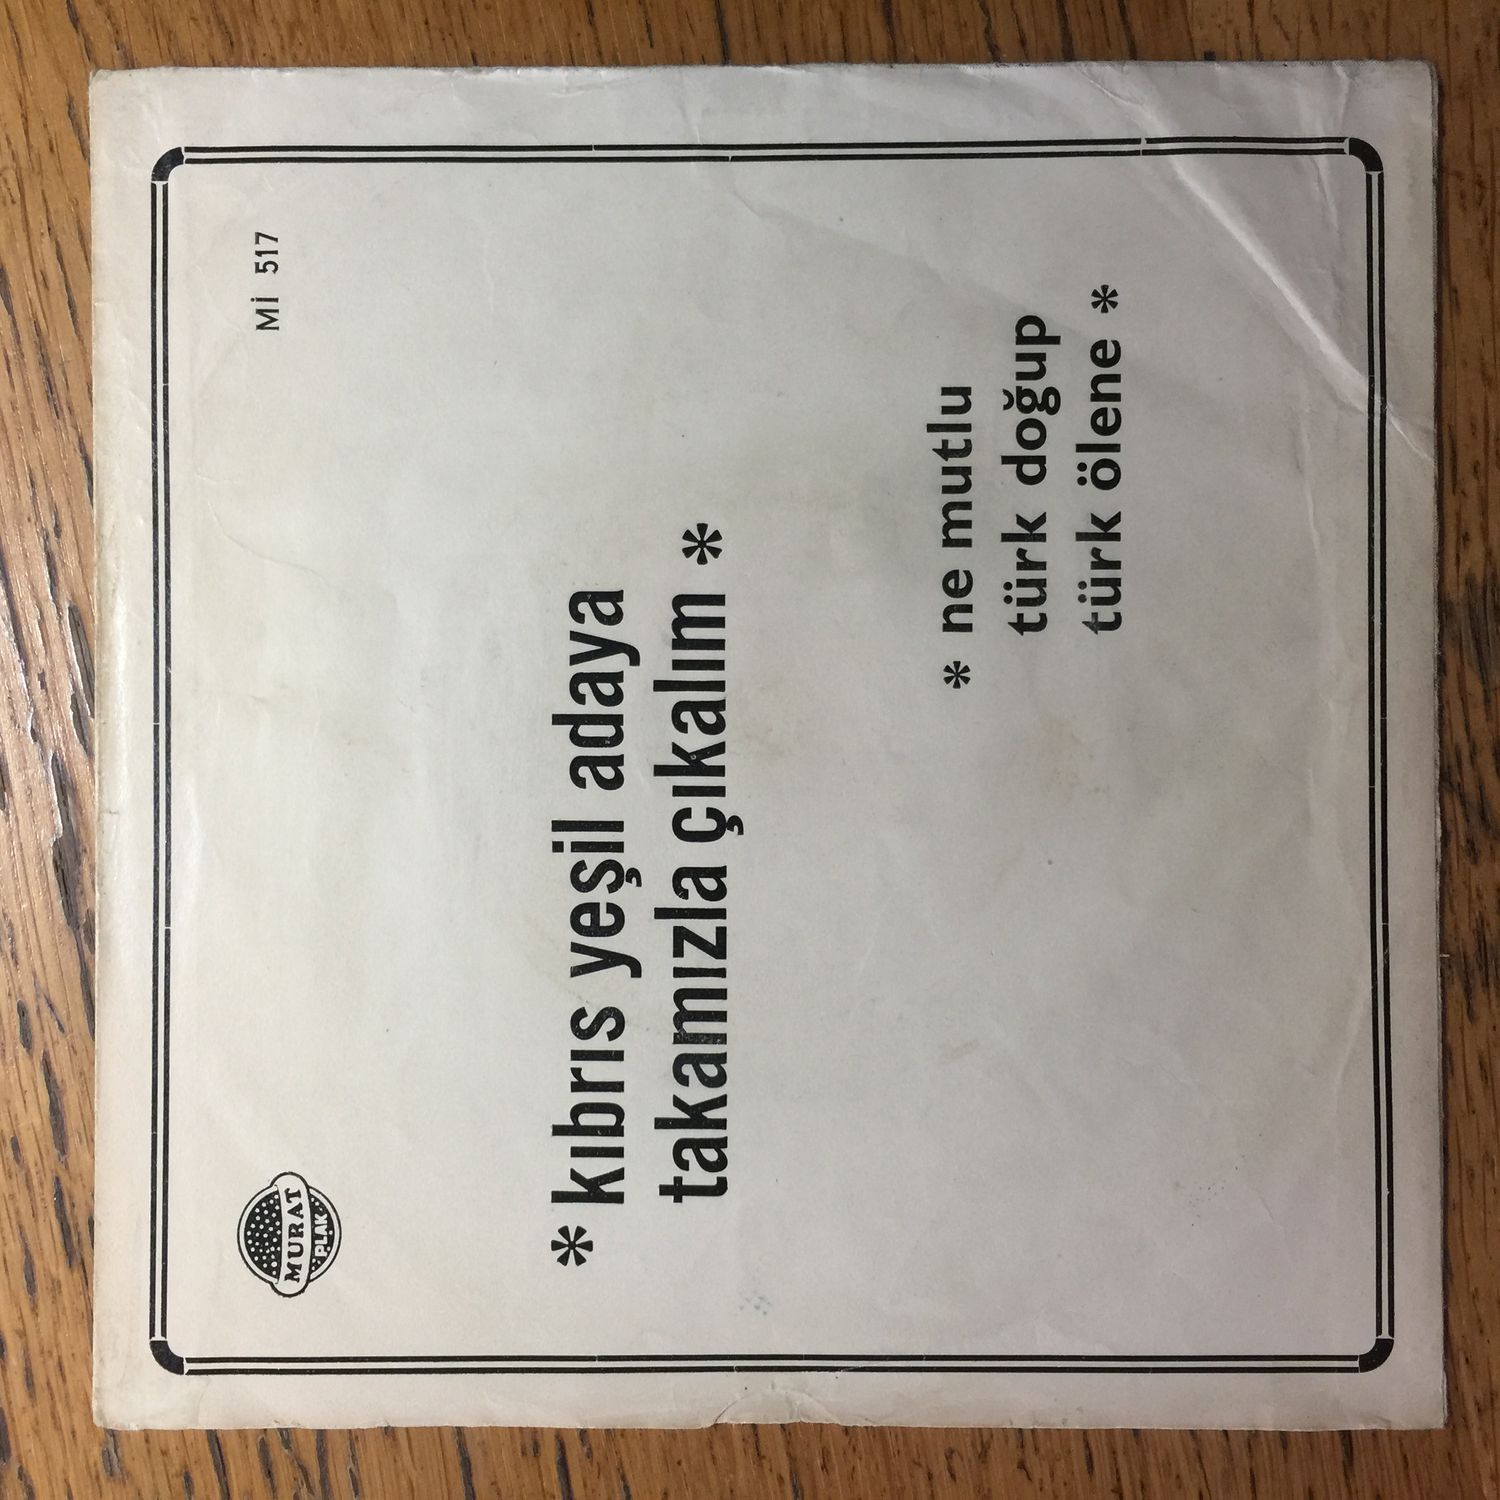 MURAT
PLAK
Mİ 517
* kıbrıs yeşil adaya
takamızla çıkalım *
* ne mutlu
türk doğup
türk ölene *